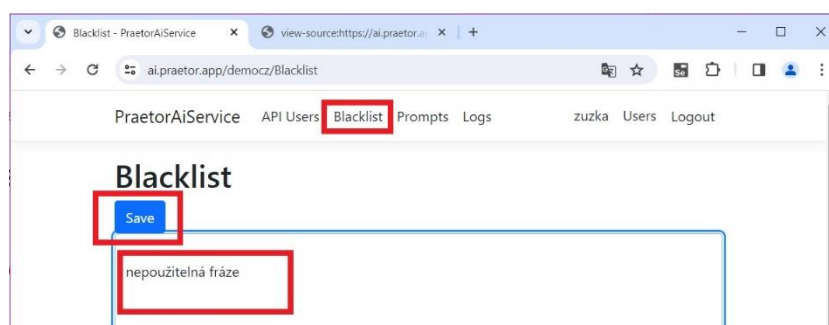 Blacklist - PraetorAiService
view-source:https://ai.praetor.a
ai.praetor.app/democz/Blacklist
PraetorAiService API Users Blacklist Prompts Logs zuzka Users Logout
Blacklist
Save
nepoužitelná fráze